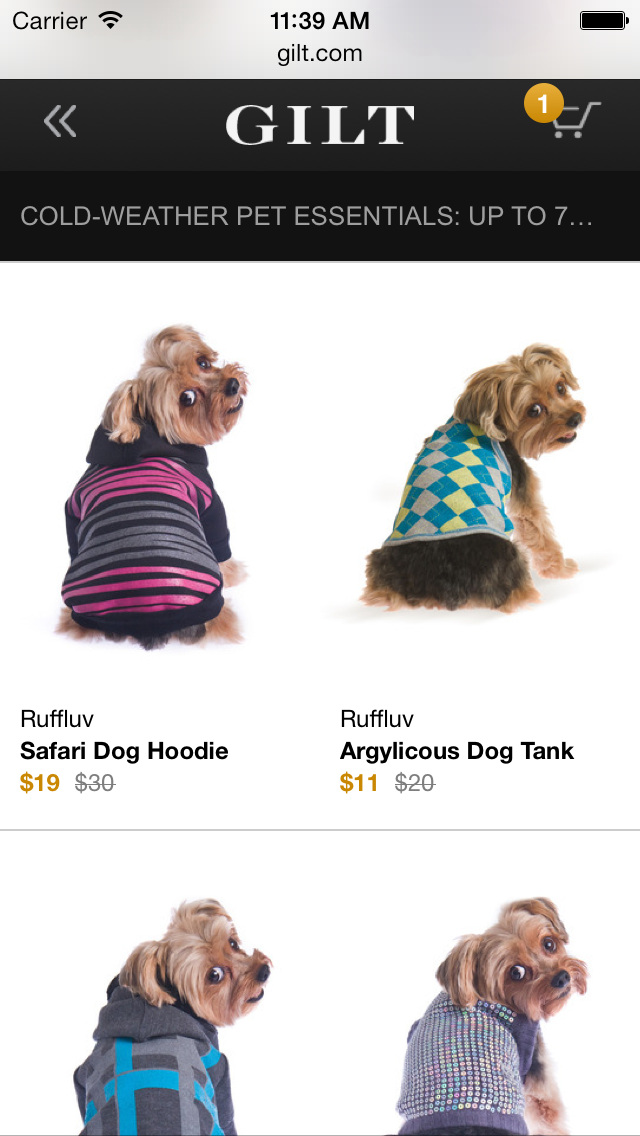 Carrier 11:39 AM
gilt.com
GILT 1
COLD-WEATHER PET ESSENTIALS: UP TO 7…
Ruffluv
Safari Dog Hoodie
$19 $30
Ruffluv
Argylicous Dog Tank
$11 $20